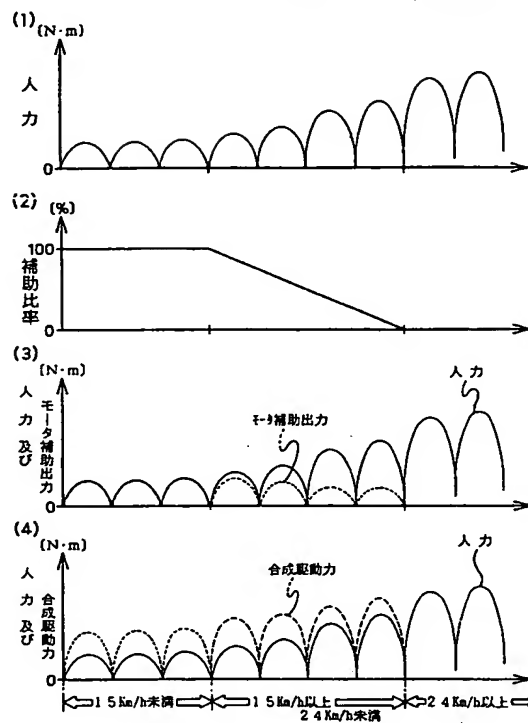 (1)
[N·m]
人力
0
(2)
[%]
100
補助比率
0
(3)
[N·m]
人力及び
モータ補助出力
人力
ﾓｰﾀ補助出力
0
(4)
[N·m]
人力及び
合成駆動力
人力
合成駆動力
0
15Km/h未満
15Km/h以上
24Km/h未満
24Km/h以上